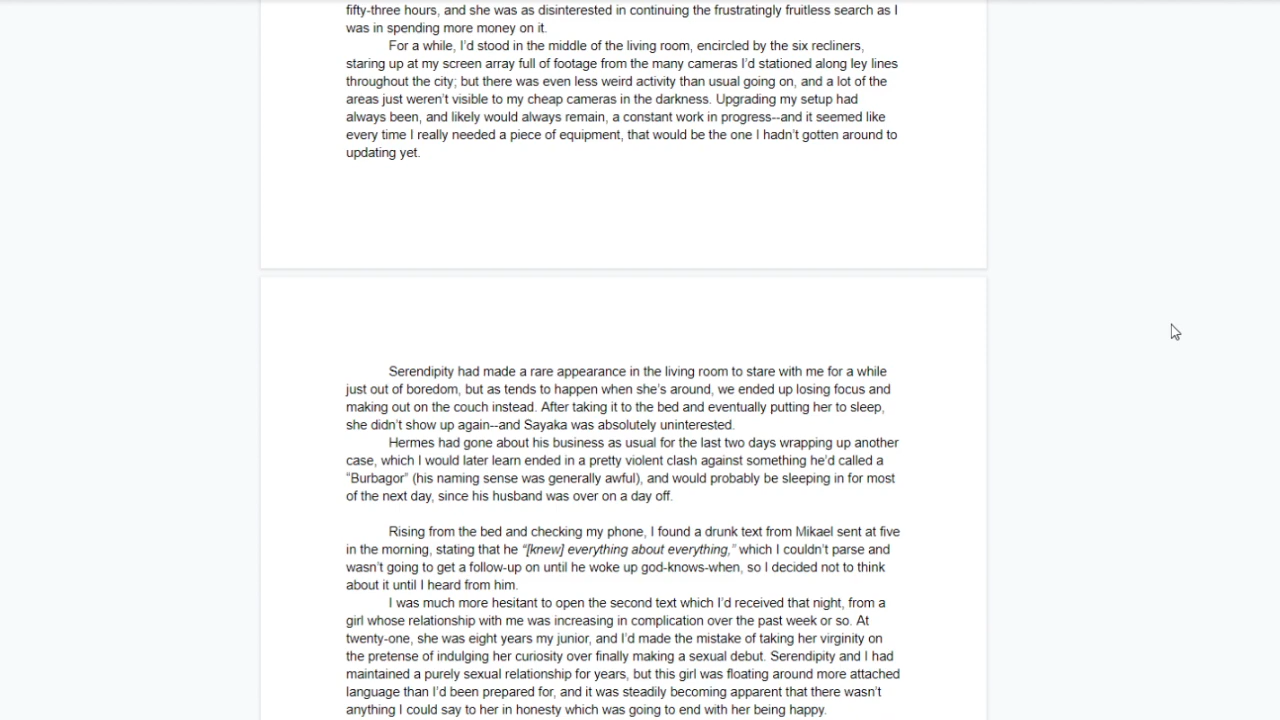 fifty-three hours, and she was as disinterested in continuing the frustratingly fruitless search as I
was in spending more money on it.
For a while, I'd stood in the middle of the living room, encircled by the six recliners,
staring up at my screen array full of footage from the many cameras I'd stationed along ley lines
throughout the city; but there was even less weird activity than usual going on, and a lot of the
areas just weren't visible to my cheap cameras in the darkness. Upgrading my setup had
always been, and likely would always remain, a constant work in progress--and it seemed like
every time I really needed a piece of equipment, that would be the one I hadn't gotten around to
updating yet.
Serendipity had made a rare appearance in the living room to stare with me for a while
just out of boredom, but as tends to happen when she's around, we ended up losing focus and
making out on the couch instead. After taking it to the bed and eventually putting her to sleep,
she didn't show up again--and Sayaka was absolutely uninterested.
Hermes had gone about his business as usual for the last two days wrapping up another
case, which I would later learn ended in a pretty violent clash against something he'd called a
"Burbagor" (his naming sense was generally awful), and would probably be sleeping in for most
of the next day, since his husband was over on a day off.
Rising from the bed and checking my phone, I found a drunk text from Mikael sent at five
in the morning, stating that he "[knew] everything about everything," which I couldn't parse and
wasn't going to get a follow-up on until he woke up god-knows-when, so I decided not to think
about it until I heard from him.
I was much more hesitant to open the second text which I'd received that night, from a
girl whose relationship with me was increasing in complication over the past week or so. At
twenty-one, she was eight years my junior, and I'd made the mistake of taking her virginity on
the pretense of indulging her curiosity over finally making a sexual debut. Serendipity and I had
maintained a purely sexual relationship for years, but this girl was floating around more attached
language than I'd been prepared for, and it was steadily becoming apparent that there wasn't
anything I could say to her in honesty which was going to end with her being happy.